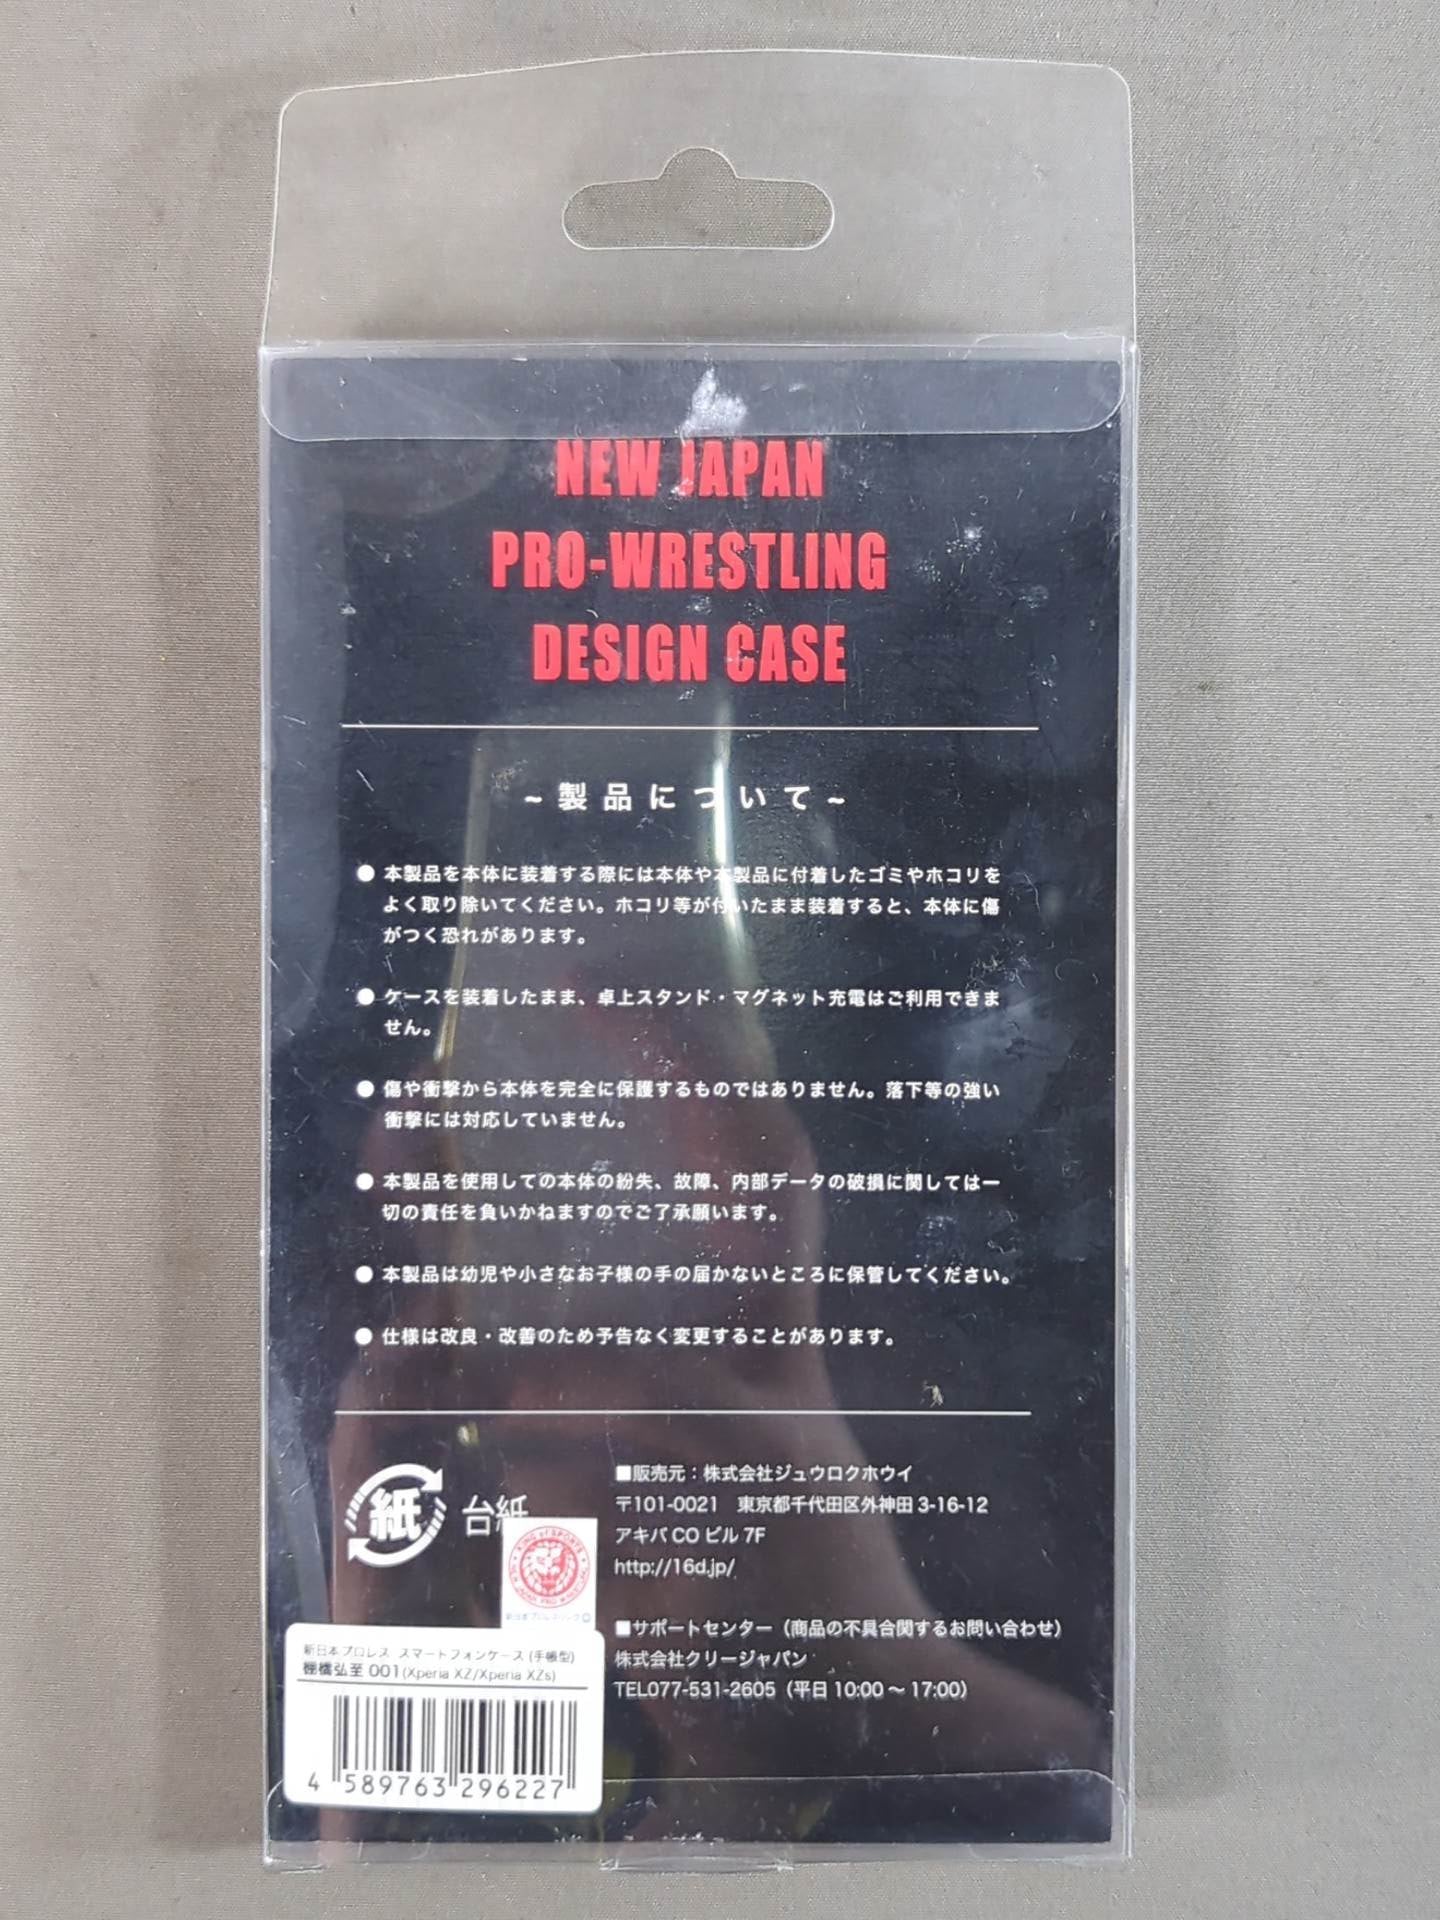 NEW JAPAN
PRO-WRESTLING
DESIGN CASE
~製品について~
● 本製品を本体に装着する際には本体や本製品に付着したゴミやホコリを
よく取り除いてください。ホコリ等が付いたまま装着すると、本体に傷
がつく恐れがあります。
● ケースを装着したまま、卓上スタンド・マグネット充電はご利用できま
せん。
● 傷や衝撃から本体を完全に保護するものではありません。落下等の強い
衝撃には対応していません。
● 本製品を使用しての本体の紛失、故障、内部データの破損に関しては一
切の責任を負いかねますのでご了承願います。
● 本製品は幼児や小さなお子様の手の届かないところに保管してください。
● 仕様は改良・改善のため予告なく変更することがあります。
紙 台紙
■販売元：株式会社ジュウロクホウイ
〒101-0021 東京都千代田区外神田 3-16-12
アキバ CO ビル 7F
http://16d.jp/
■サポートセンター（商品の不具合関するお問い合わせ）
株式会社クリージャパン
TEL077-531-2605（平日 10:00 〜 17:00）
KING OF SPORTS
NEW JAPAN PRO WRESTLING
新日本プロレスリング
新日本プロレス スマートフォンケース (手帳型)
棚橋弘至 001(Xperia XZ/Xperia XZs)
4 589763 296227